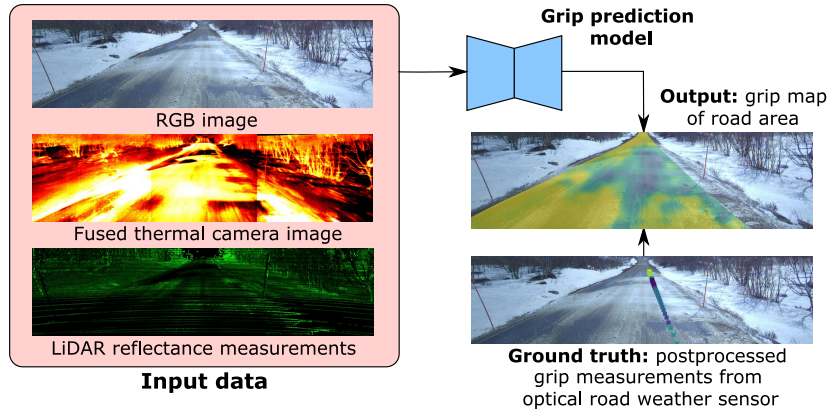 RGB image
Fused thermal camera image
LiDAR reflectance measurements
Input data
Grip prediction
model
Output: grip map
of road area
Ground truth: postprocessed
grip measurements from
optical road weather sensor